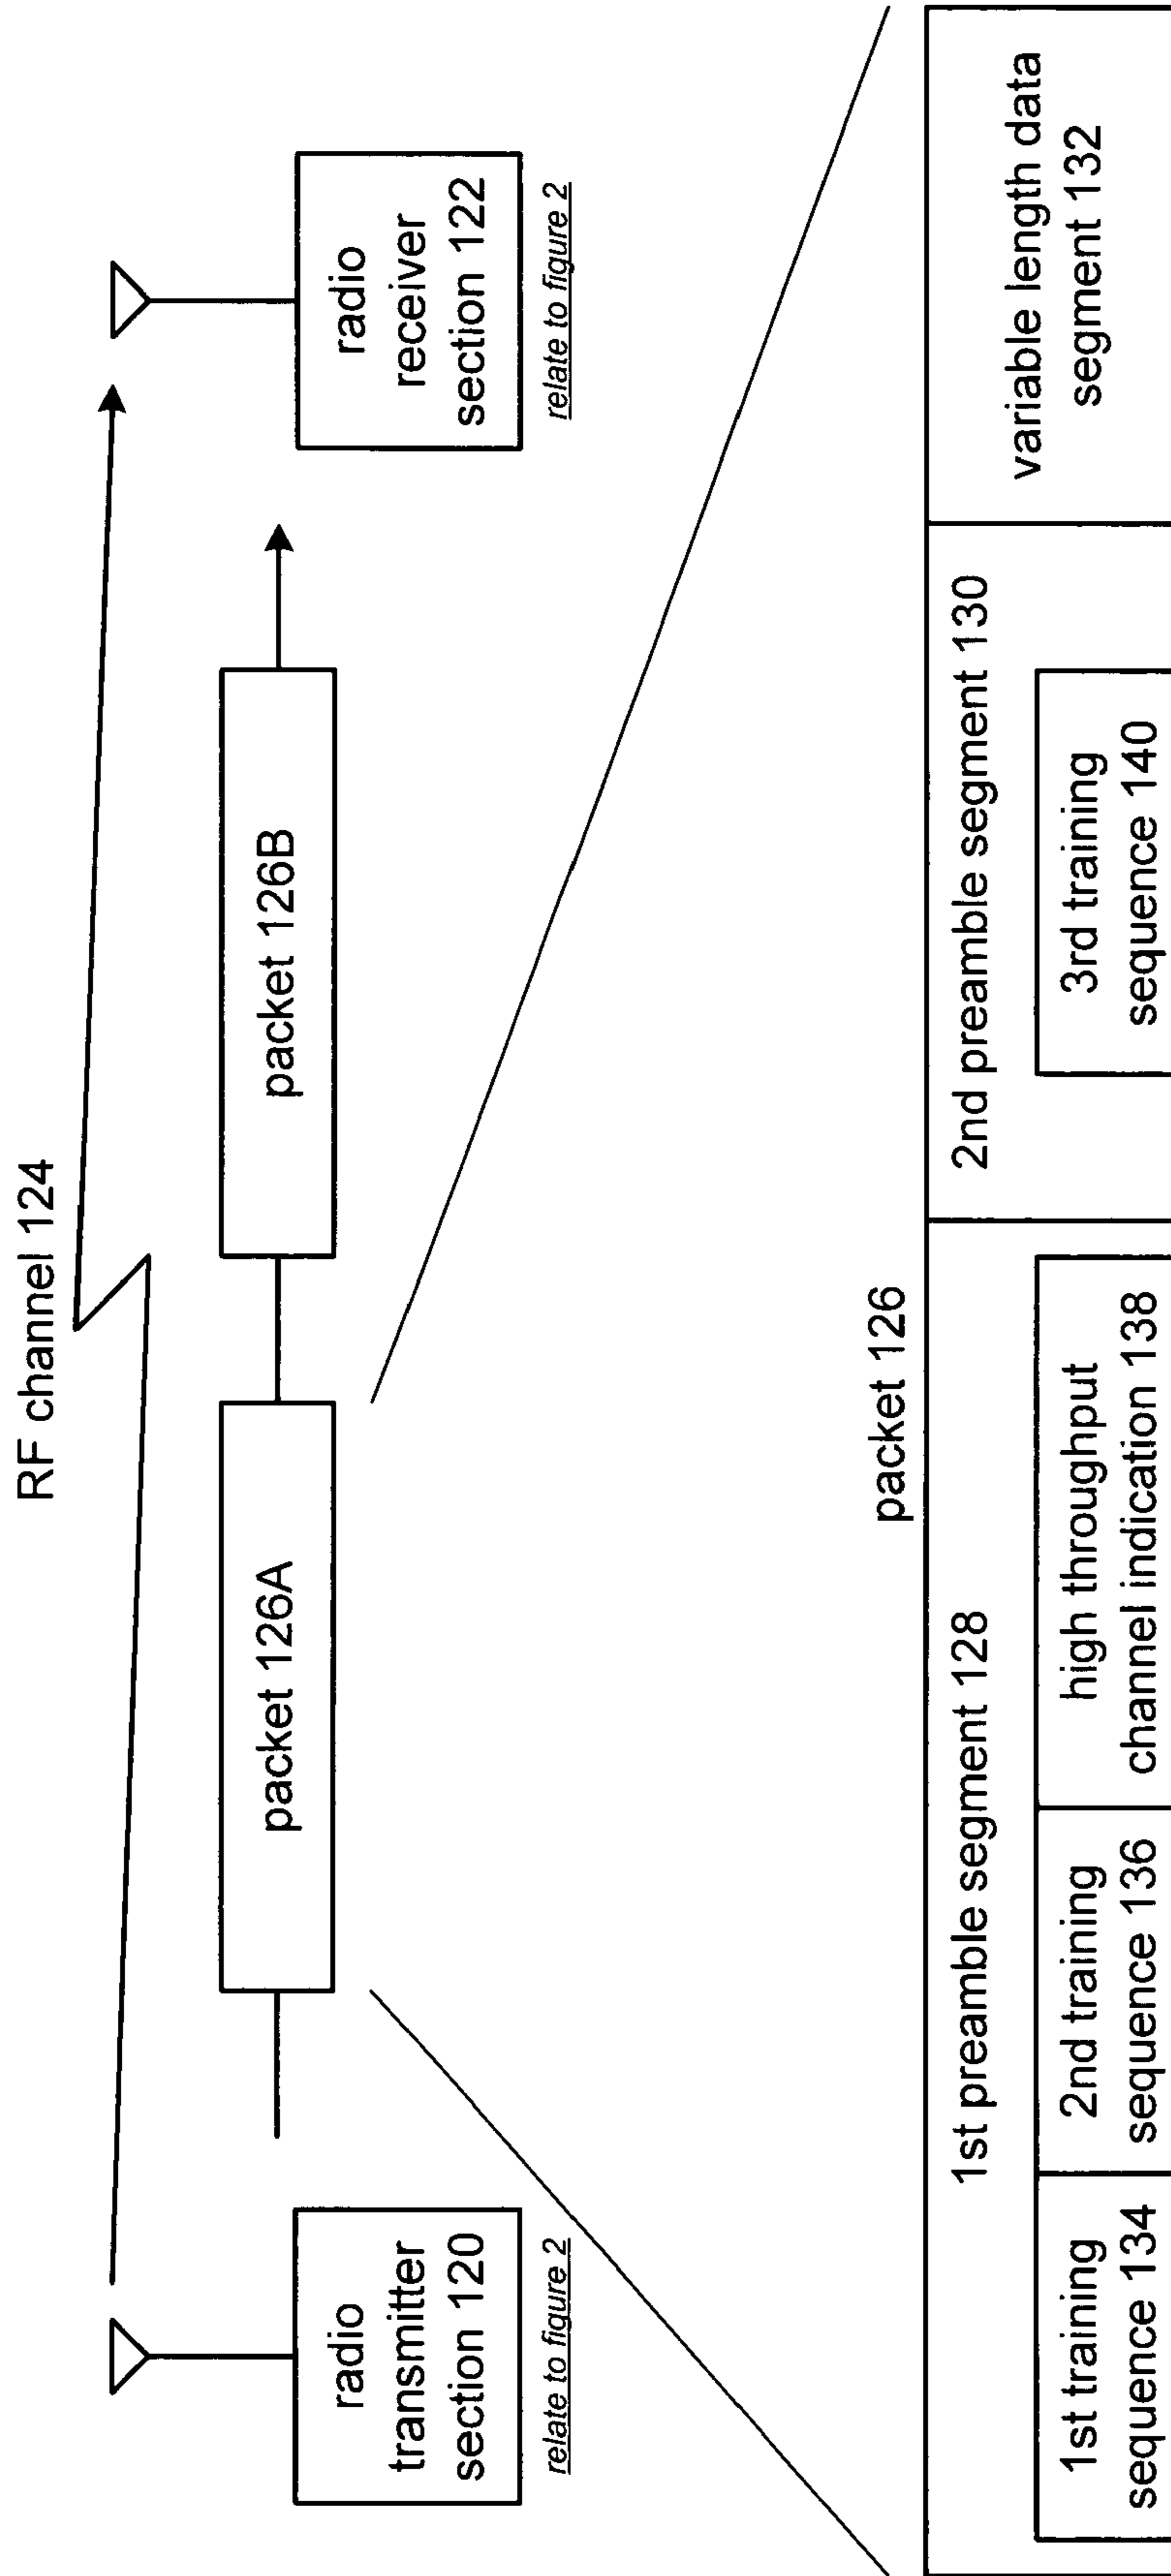 RF channel 124
radio
transmitter
section 120
relate to figure 2
packet 126A
packet 126B
radio
receiver
section 122
relate to figure 2
packet 126
1st preamble segment 128
1st training
sequence 134
2nd training
sequence 136
high throughput
channel indication 138
2nd preamble segment 130
3rd training
sequence 140
variable length data
segment 132